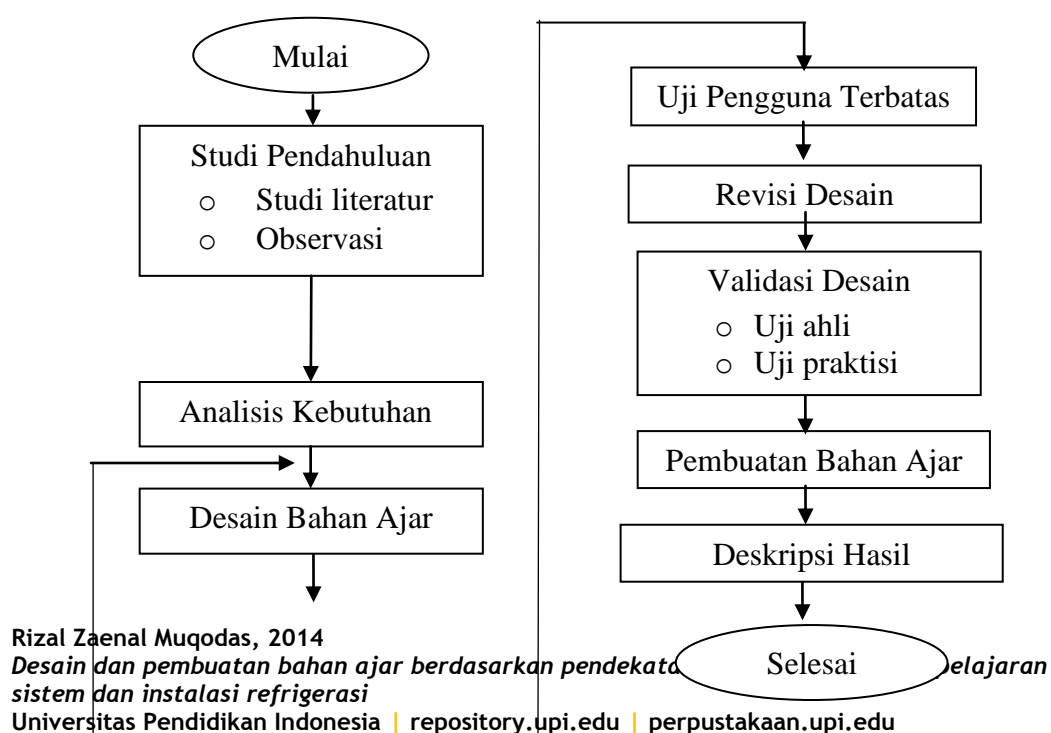 Mulai
Studi Pendahuluan
o Studi literatur
o Observasi
Analisis Kebutuhan
Desain Bahan Ajar
Uji Pengguna Terbatas
Revisi Desain
Validasi Desain
o Uji ahli
o Uji praktisi
Pembuatan Bahan Ajar
Deskripsi Hasil
Selesai
Rizal Zaenal Muqodas, 2014
Desain dan pembuatan bahan ajar berdasarkan
sistem dan instalasi refrigerasi
Universitas Pendidikan Indonesia | repository.upi.edu | perpustakaan.upi.edu